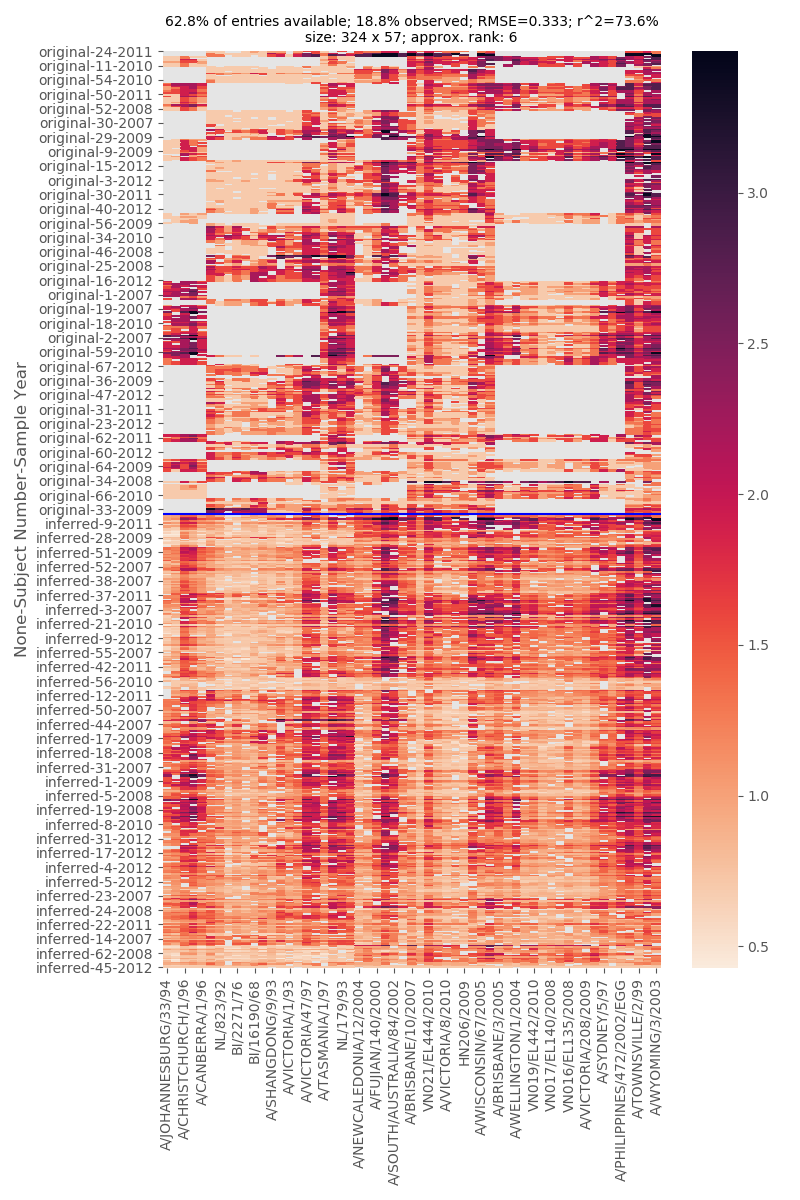 62.8% of entries available; 18.8% observed; RMSE=0.333; r^2=73.6%
size: 324 x 57; approx. rank: 6
None-Subject Number-Sample Year
original-24-2011
original-11-2010
original-54-2010
original-50-2011
original-52-2008
original-30-2007
original-29-2009
original-9-2009
original-15-2012
original-3-2012
original-30-2011
original-40-2012
original-56-2009
original-34-2010
original-46-2008
original-25-2008
original-16-2012
original-1-2007
original-19-2007
original-18-2010
original-2-2007
original-59-2010
original-67-2012
original-36-2009
original-47-2012
original-31-2011
original-23-2012
original-62-2011
original-60-2012
original-64-2009
original-34-2008
original-66-2010
original-33-2009
inferred-9-2011
inferred-28-2009
inferred-51-2009
inferred-52-2007
inferred-38-2007
inferred-37-2011
inferred-3-2007
inferred-21-2010
inferred-9-2012
inferred-55-2007
inferred-42-2011
inferred-56-2010
inferred-12-2011
inferred-50-2007
inferred-44-2007
inferred-17-2009
inferred-18-2008
inferred-31-2007
inferred-1-2009
inferred-5-2008
inferred-19-2008
inferred-8-2010
inferred-31-2012
inferred-17-2012
inferred-4-2012
inferred-5-2012
inferred-23-2007
inferred-24-2008
inferred-22-2011
inferred-14-2007
inferred-62-2008
inferred-45-2012
A/JOHANNESBURG/33/94
A/CHRISTCHURCH/1/96
A/CANBERRA/1/96
NL/823/92
BI/2271/76
BI/16190/68
A/SHANGDONG/9/93
A/VICTORIA/1/93
A/VICTORIA/47/97
A/TASMANIA/1/97
NL/179/93
A/NEWCALEDONIA/12/2004
A/FUJIAN/140/2000
A/SOUTH/AUSTRALIA/84/2002
A/BRISBANE/10/2007
VN021/EL444/2010
A/VICTORIA/8/2010
HN206/2009
A/WISCONSIN/67/2005
A/BRISBANE/3/2005
A/WELLINGTON/1/2004
VN019/EL442/2010
VN017/EL140/2008
VN016/EL135/2008
A/VICTORIA/208/2009
A/SYDNEY/5/97
A/PHILIPPINES/472/2002/EGG
A/TOWNSVILLE/2/99
A/WYOMING/3/2003
3.0
2.5
2.0
1.5
1.0
0.5